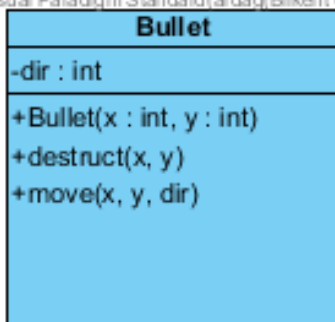 Bullet
-dir : int
+Bullet(x : int, y : int)
+destruct(x, y)
+move(x, y, dir)